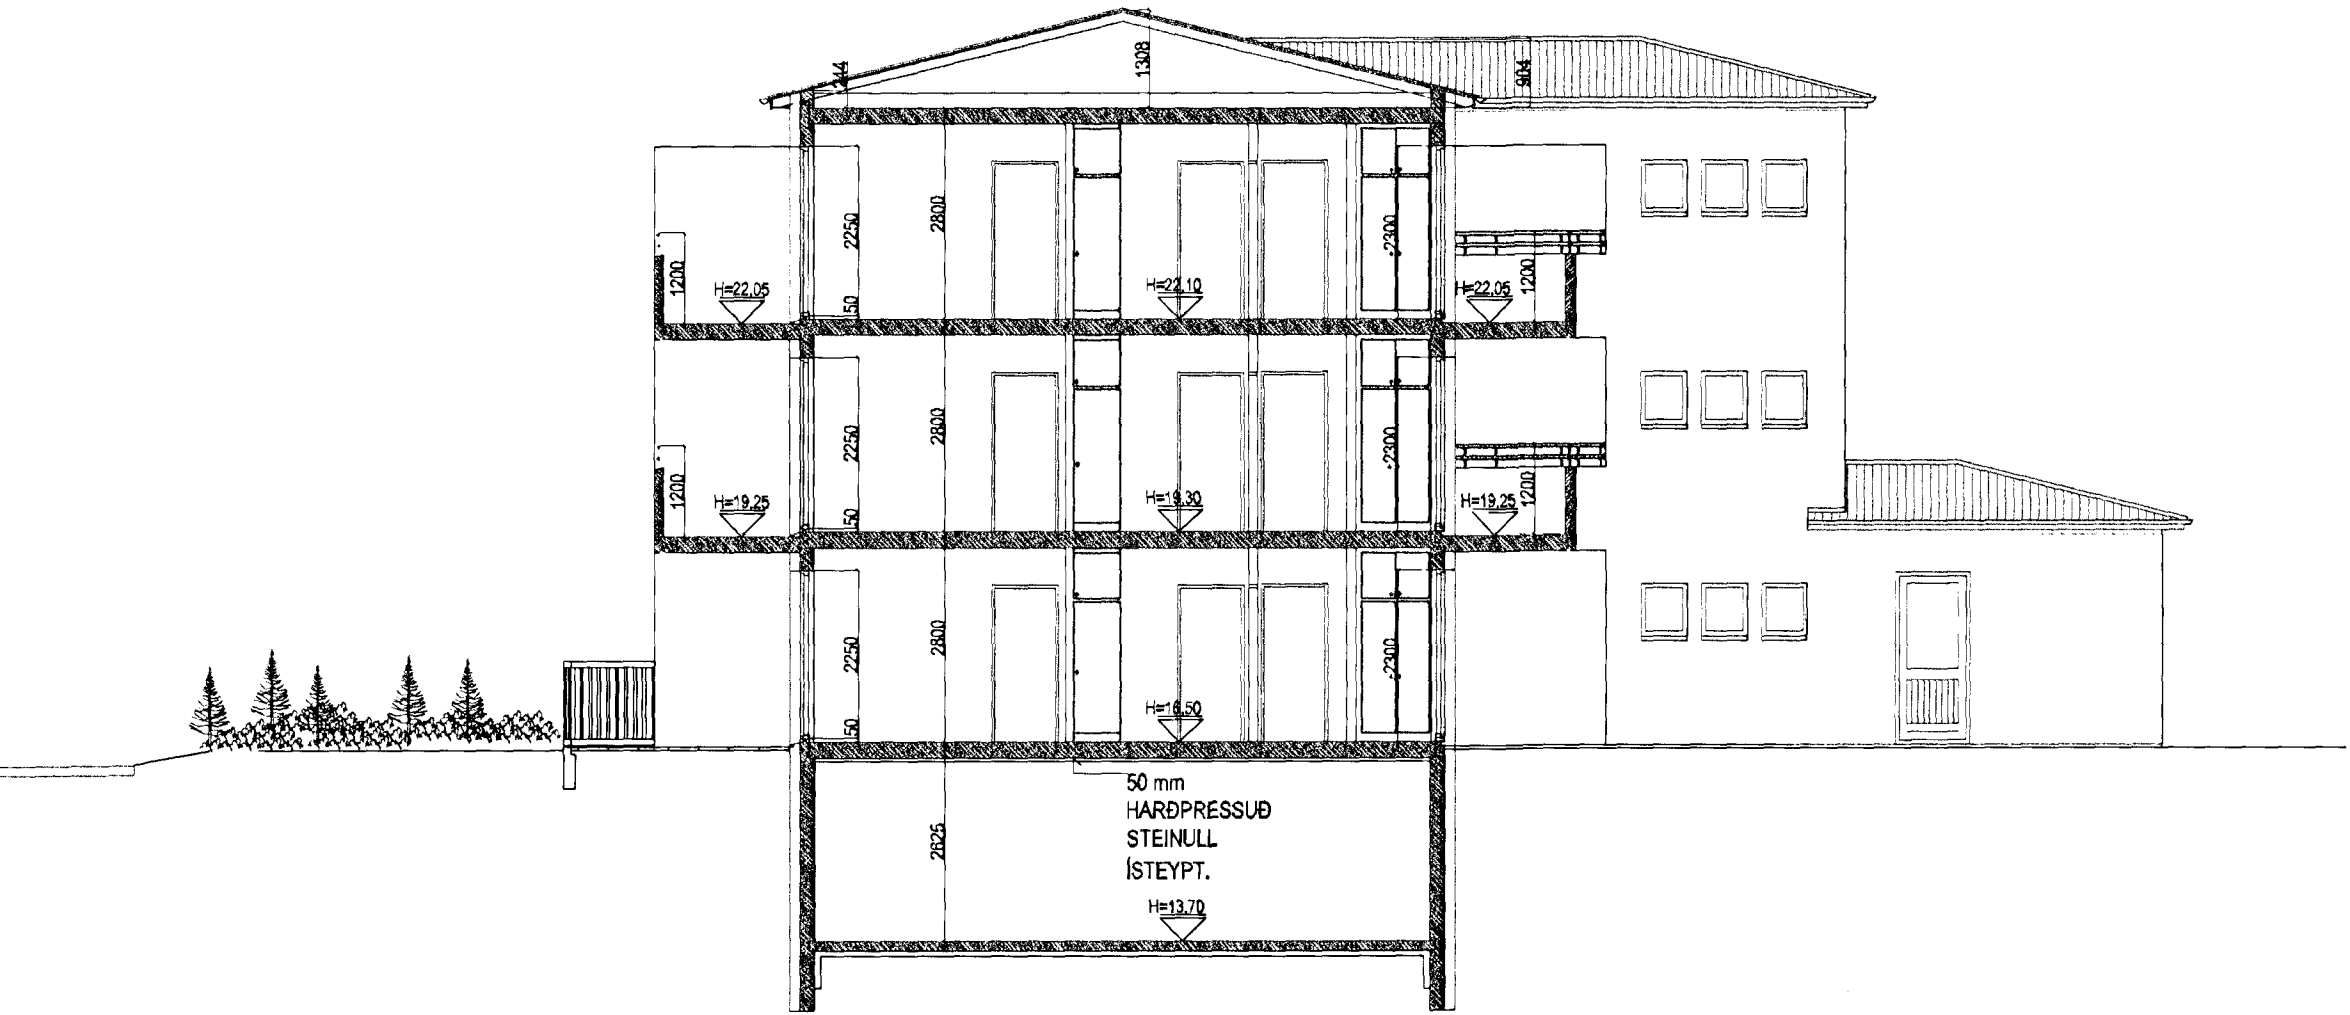 244
1308
904
2250
2800
2300
1200
H=22,05
50
H=22,10
H=22,05
1200
2250
2800
2300
1200
H=19,25
50
H=19,30
H=19,25
1200
2250
2800
2300
50
H=16,50
50 mm
HARÐPRESSUÐ
STEINULL
ÍSTEYPT.
2625
H=13,70